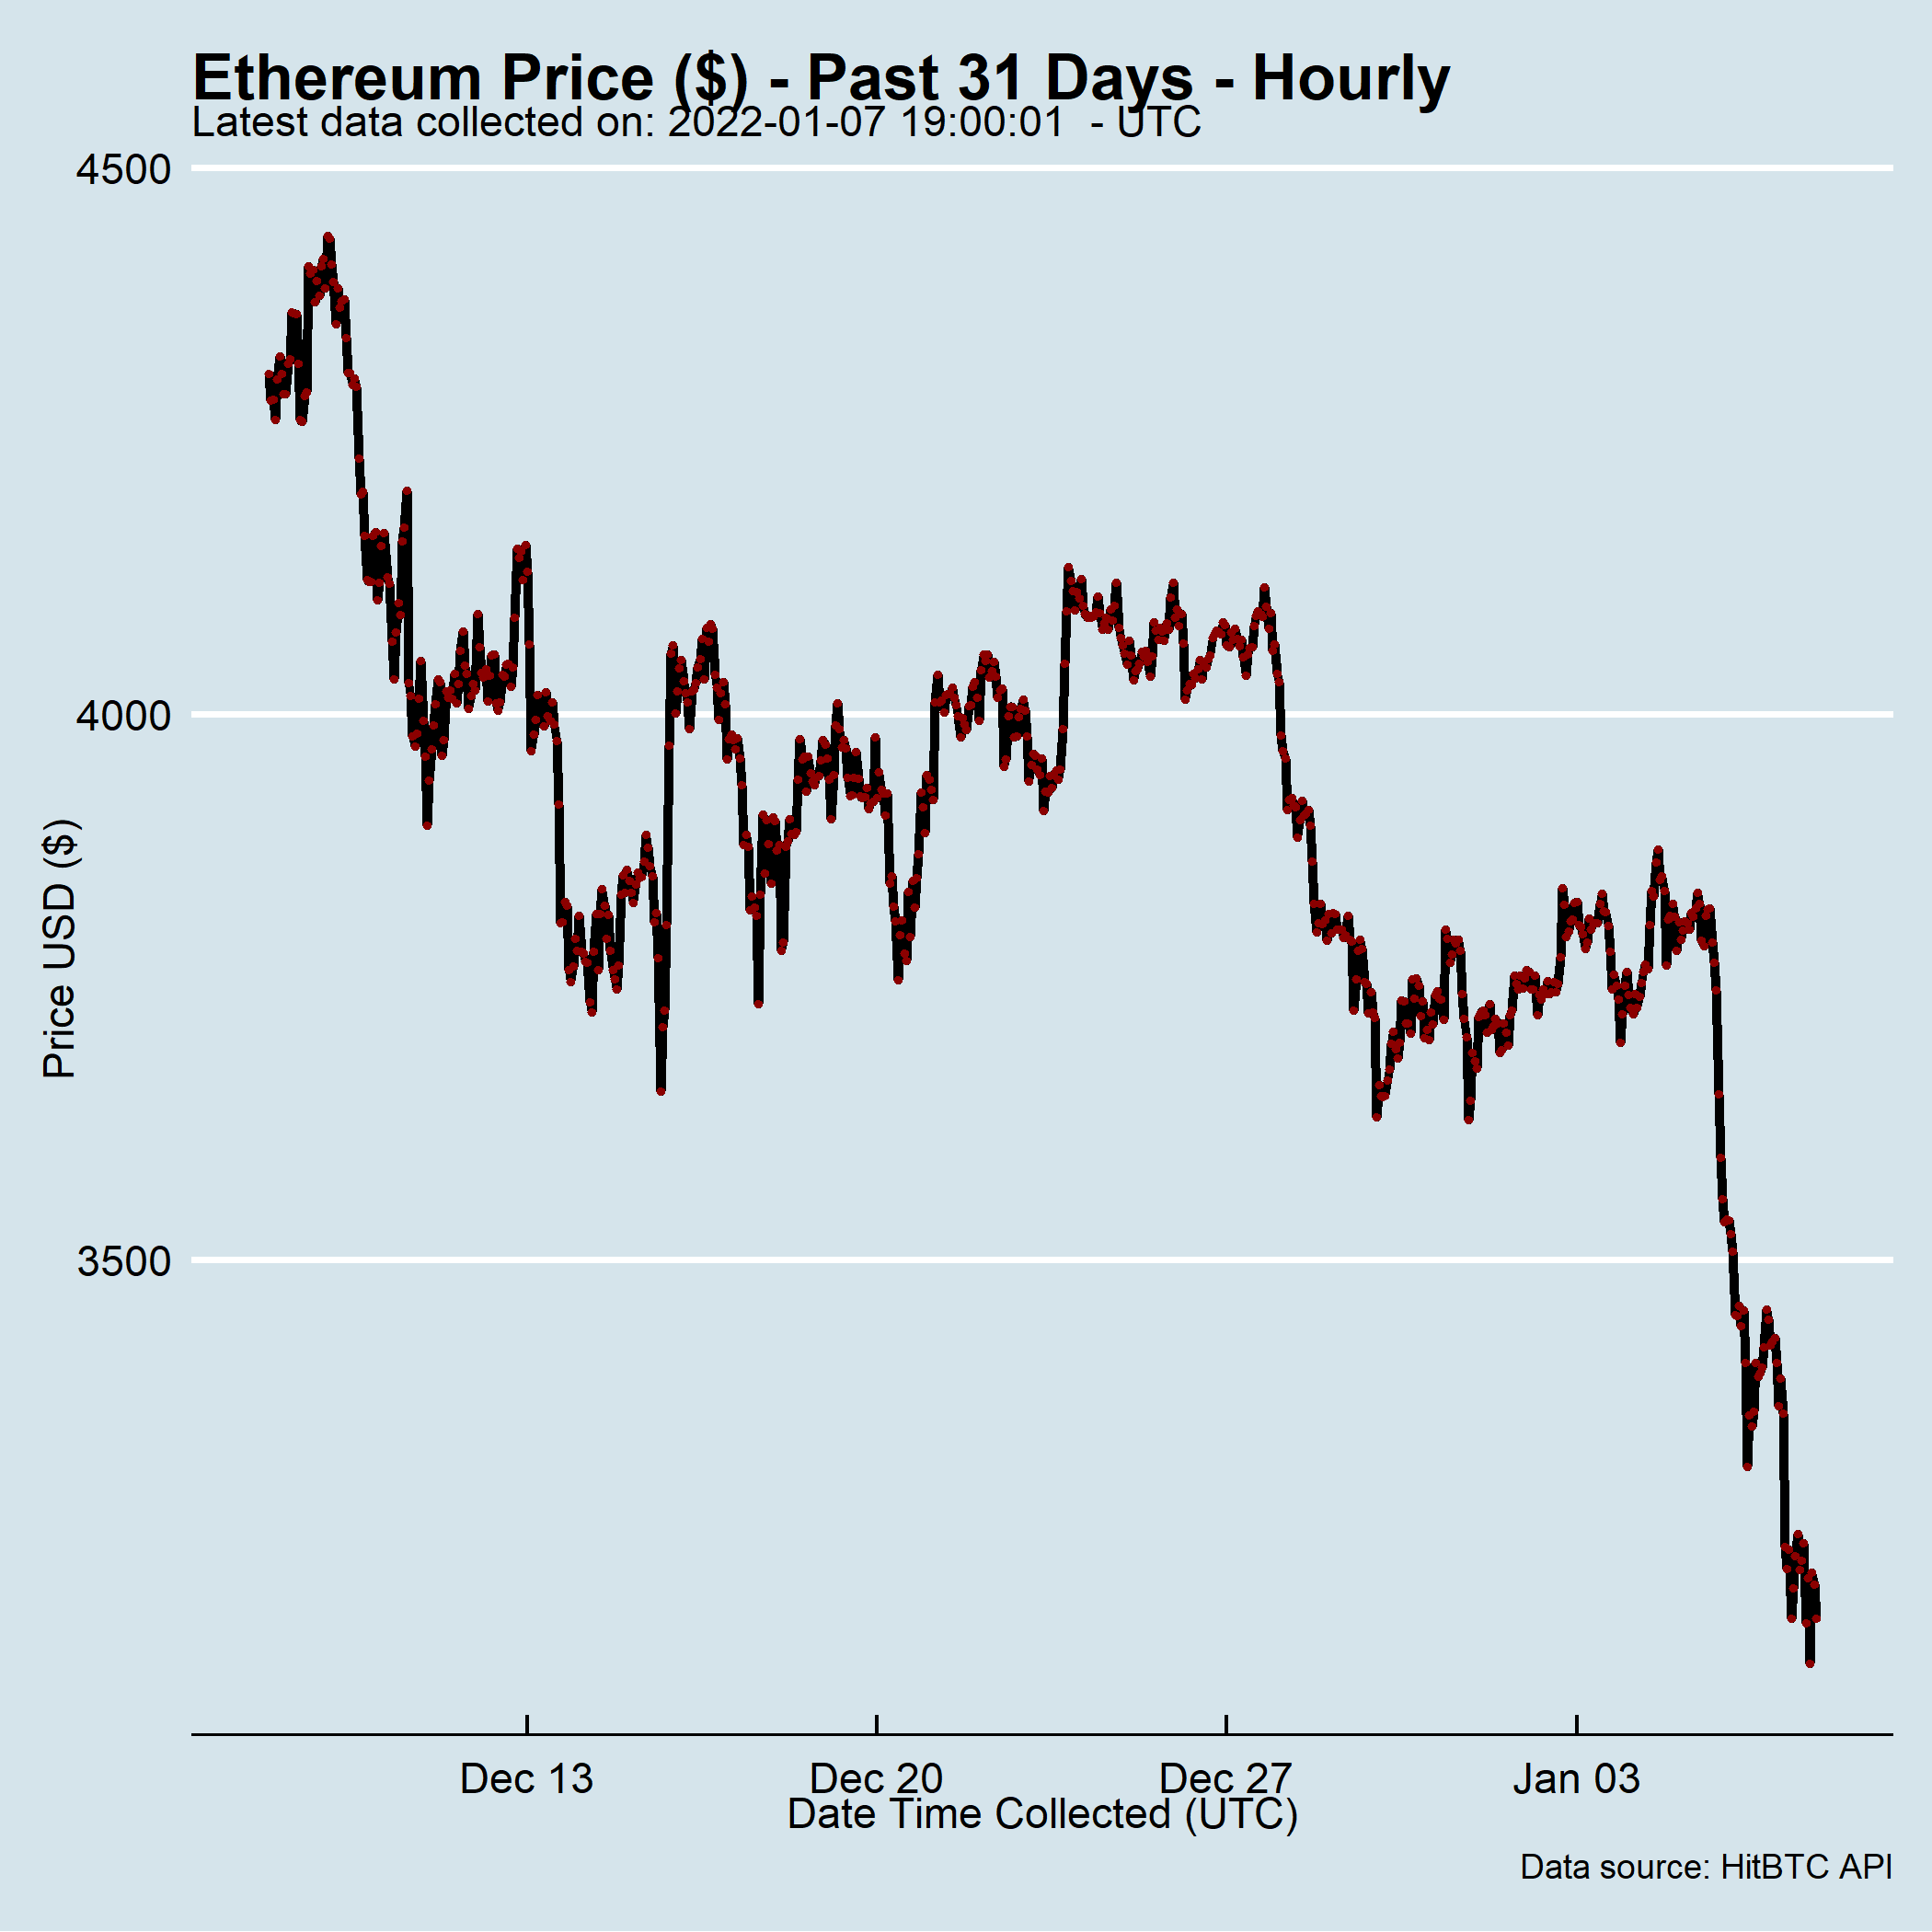 Ethereum Price ($) - Past 31 Days - Hourly
Latest data collected on: 2022-01-07 19:00:01  - UTC
4500
4000
3500
Price USD ($)
Dec 13
Dec 20
Dec 27
Jan 03
Date Time Collected (UTC)
Data source: HitBTC API